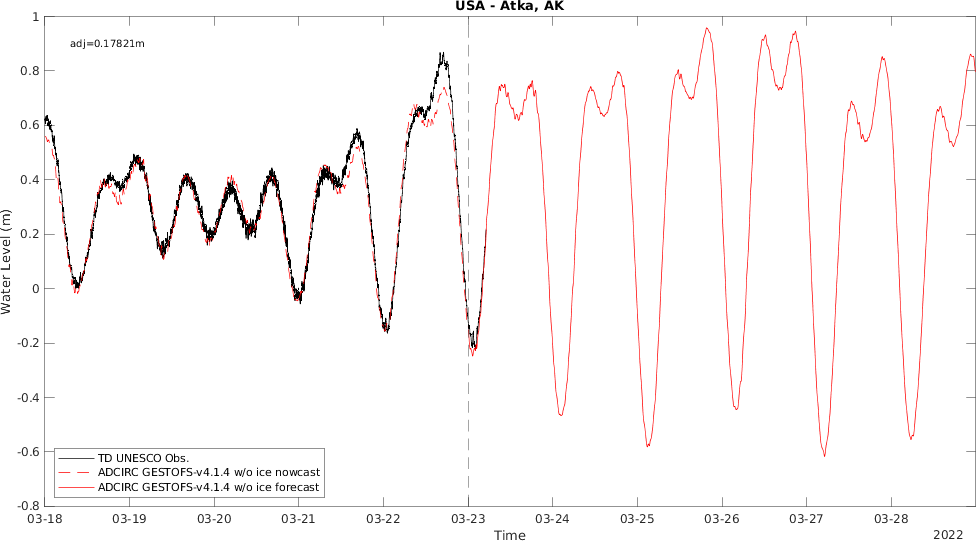 USA - Atka, AK
adj=0.17821m
1
0.8
0.6
0.4
0.2
0
-0.2
-0.4
-0.6
-0.8
Water Level (m)
TD UNESCO Obs.
ADCIRC GESTOFS-v4.1.4 w/o ice nowcast
ADCIRC GESTOFS-v4.1.4 w/o ice forecast
03-18 03-19 03-20 03-21 03-22 03-23 03-24 03-25 03-26 03-27 03-28
Time
2022